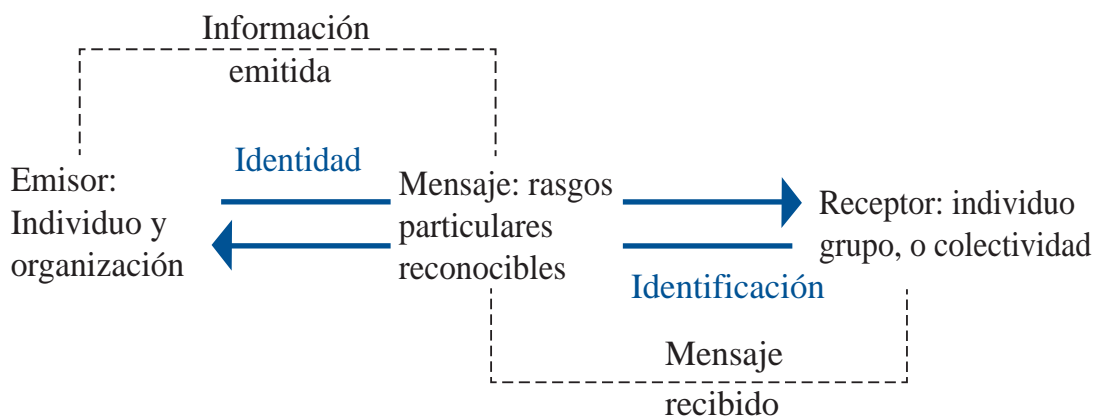 Información
emitida
Identidad
Emisor:
Individuo y
organización
Mensaje: rasgos
particulares
reconocibles
Receptor: individuo
grupo, o colectividad
Identificación
Mensaje
recibido